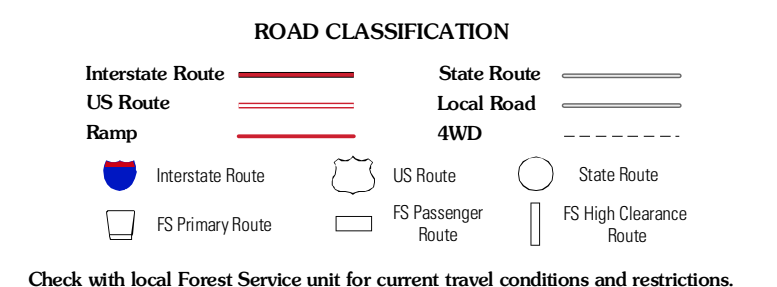 ROAD CLASSIFICATION
Interstate Route
State Route
US Route
Local Road
Ramp
4WD
Interstate Route
US Route
State Route
FS Primary Route
FS Passenger
Route
FS High Clearance
Route
Check with local Forest Service unit for current travel conditions and restrictions.